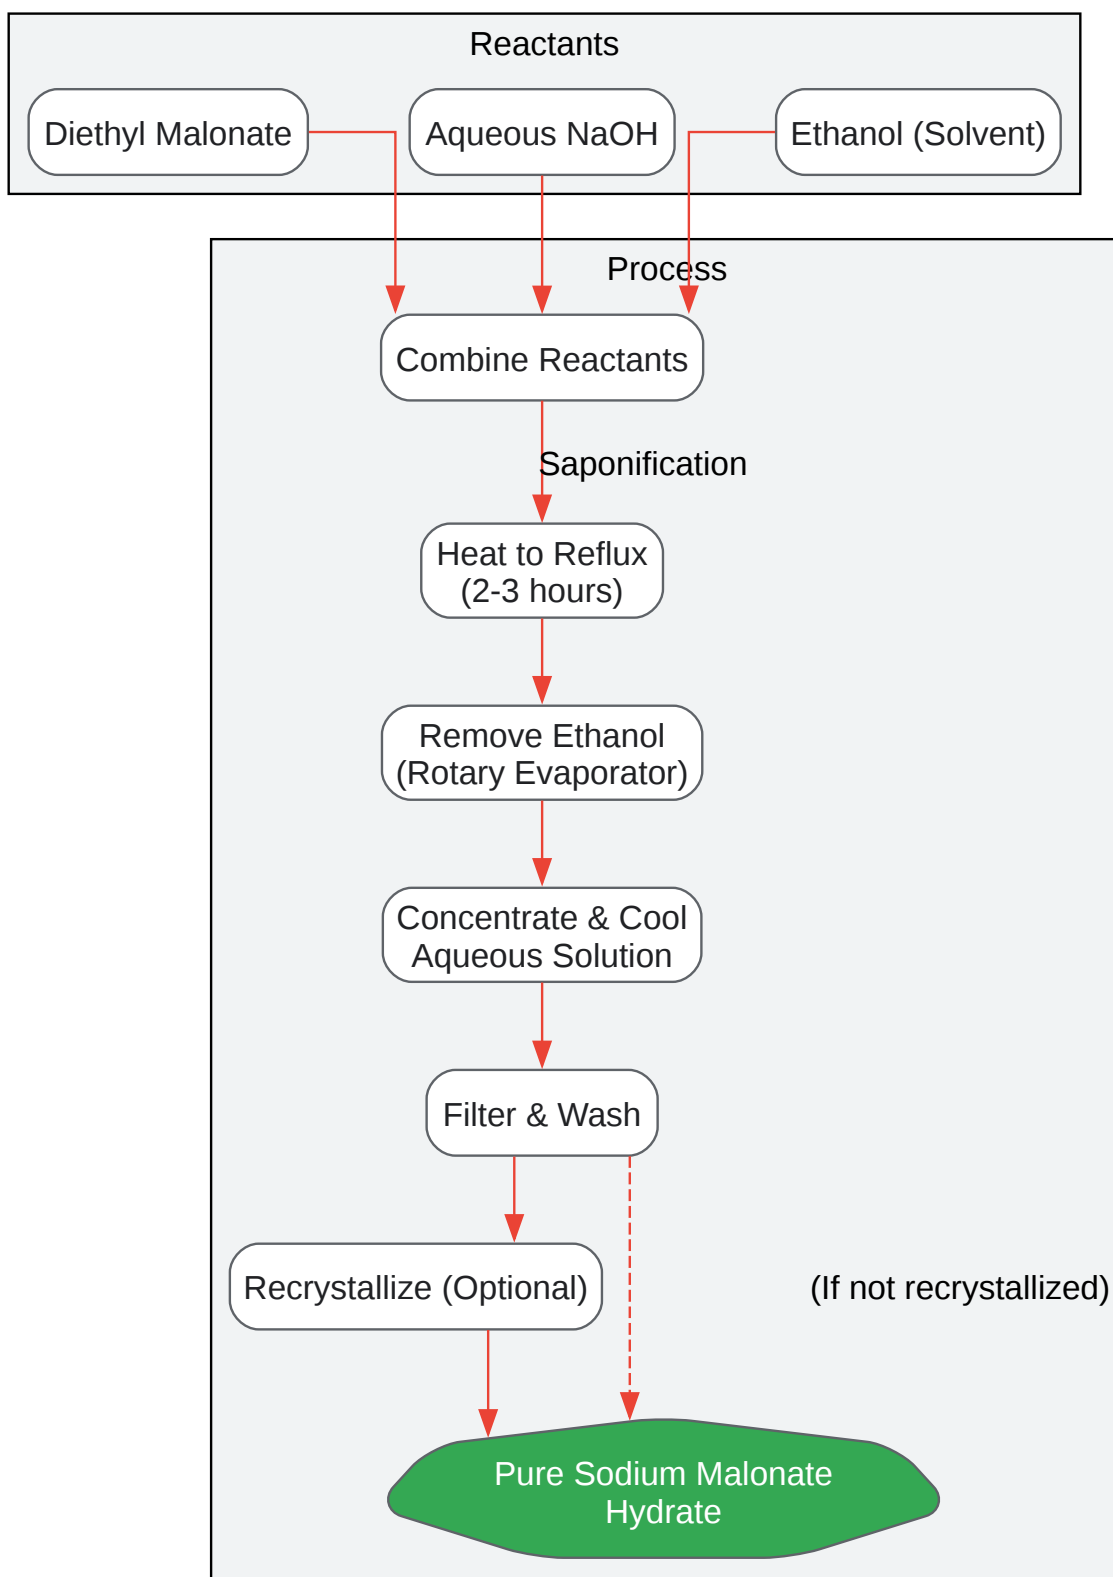 Reactants
Diethyl Malonate
Aqueous NaOH
Ethanol (Solvent)
Process
Combine Reactants
Saponification
Heat to Reflux
(2-3 hours)
Remove Ethanol
(Rotary Evaporator)
Concentrate & Cool
Aqueous Solution
Filter & Wash
Recrystallize (Optional)
(If not recrystallized)
Pure Sodium Malonate
Hydrate